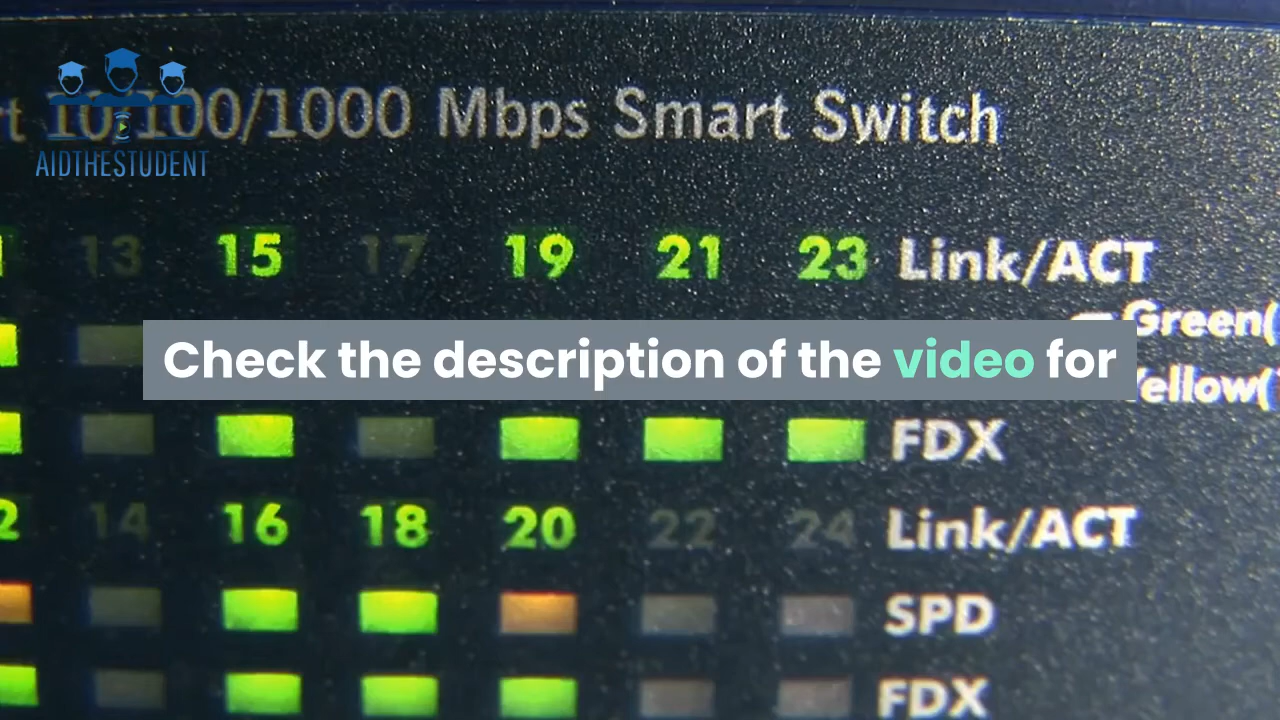 10/100/1000 Mbps Smart Switch
AIDTHESTUDENT
13 15 17 19 21 23 Link/ACT
Green(
Check the description of the video for
FDX
14 16 18 20 22 24 Link/ACT
SPD
FDX